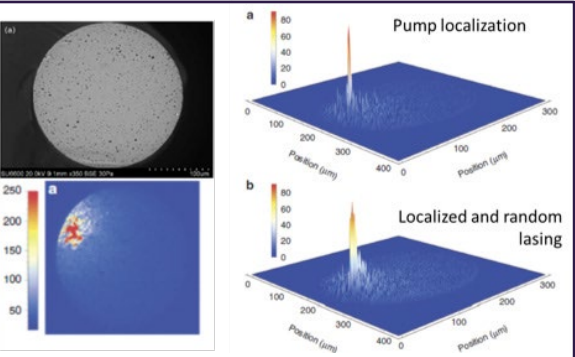 (a)
SU6600 20.0kV 9.1mm x350 BSE 30Pa 100um
250
200
150
100
50
a
a
80
60
40
20
0
Pump localization
0
100
200
300
400
Position (μm)
0
100
200
300
Position (μm)
b
80
60
40
20
0
Localized and random
lasing
0
100
200
300
400
Position (μm)
0
100
200
300
Position (μm)